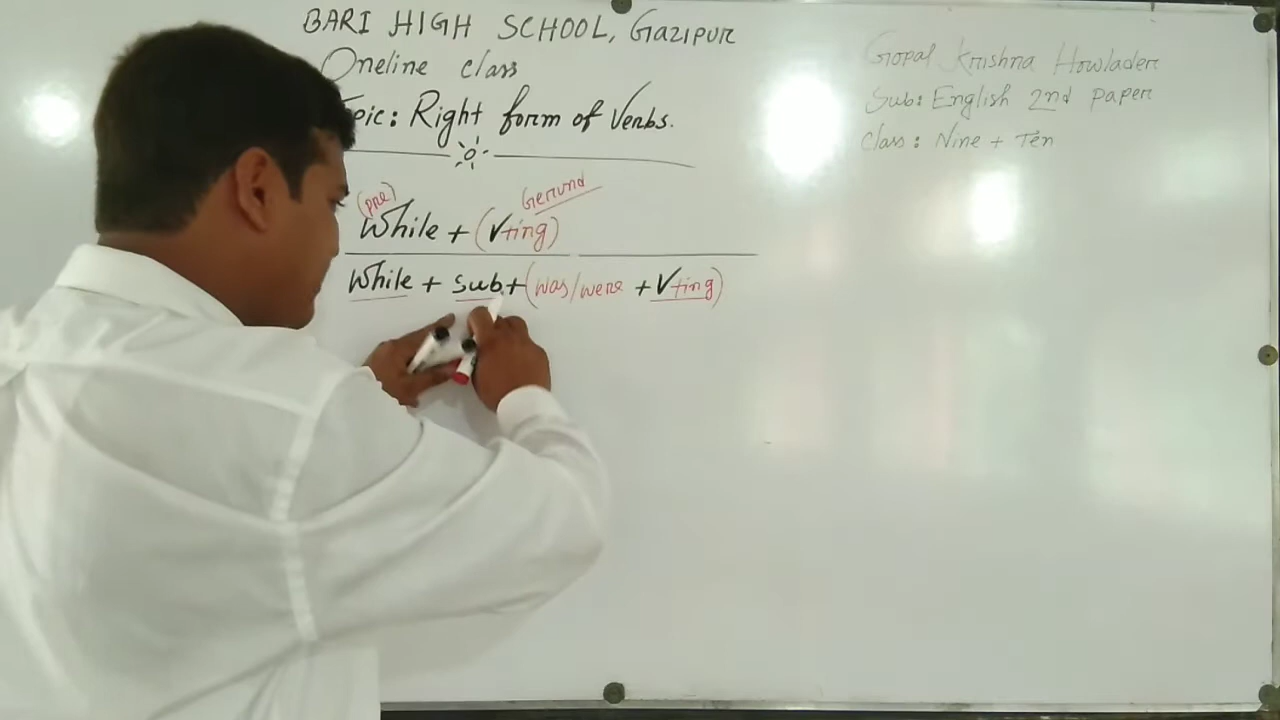 BARI HIGH SCHOOL, Gazipur
Oneline class
pic: Right form of Verbs.
Gopal Krishna Howlader
Sub: English 2nd paper
Class: Nine + Ten
(pre) Gerund
While + (V+ing)
While + Sub + (was/were + V+ing)